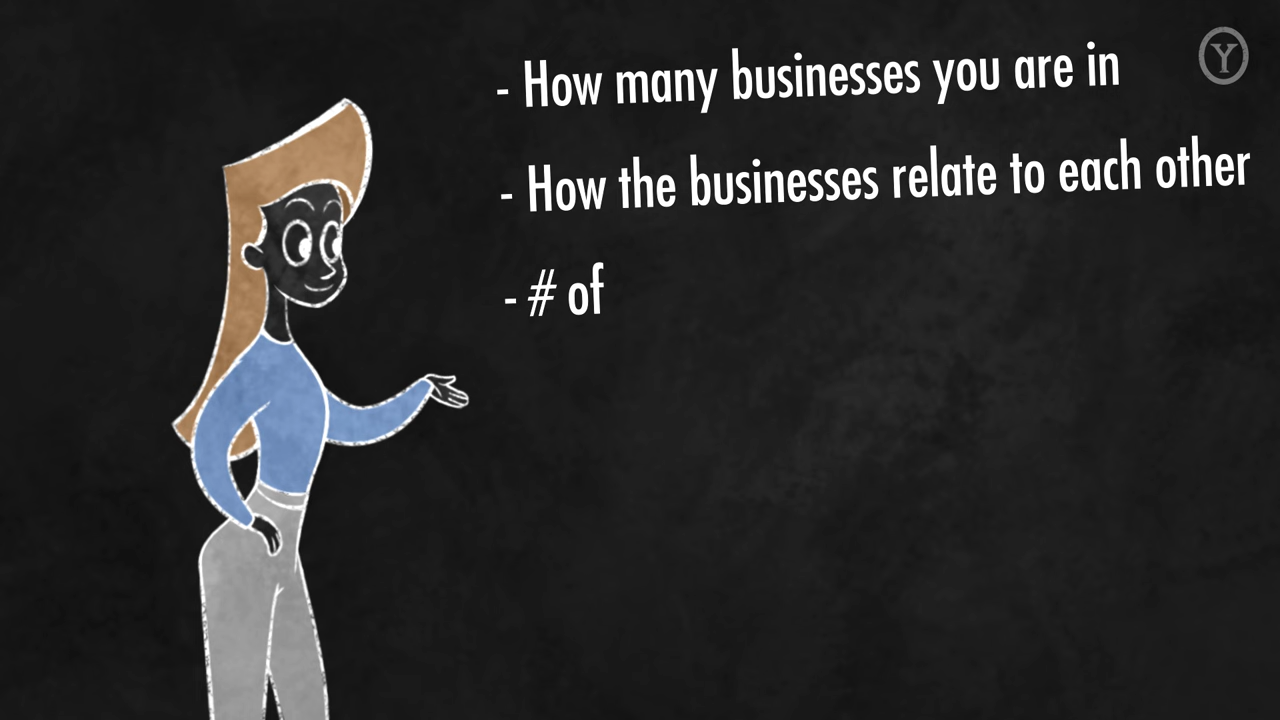 - How many businesses you are in
- How the businesses relate to each other
- # of
Y